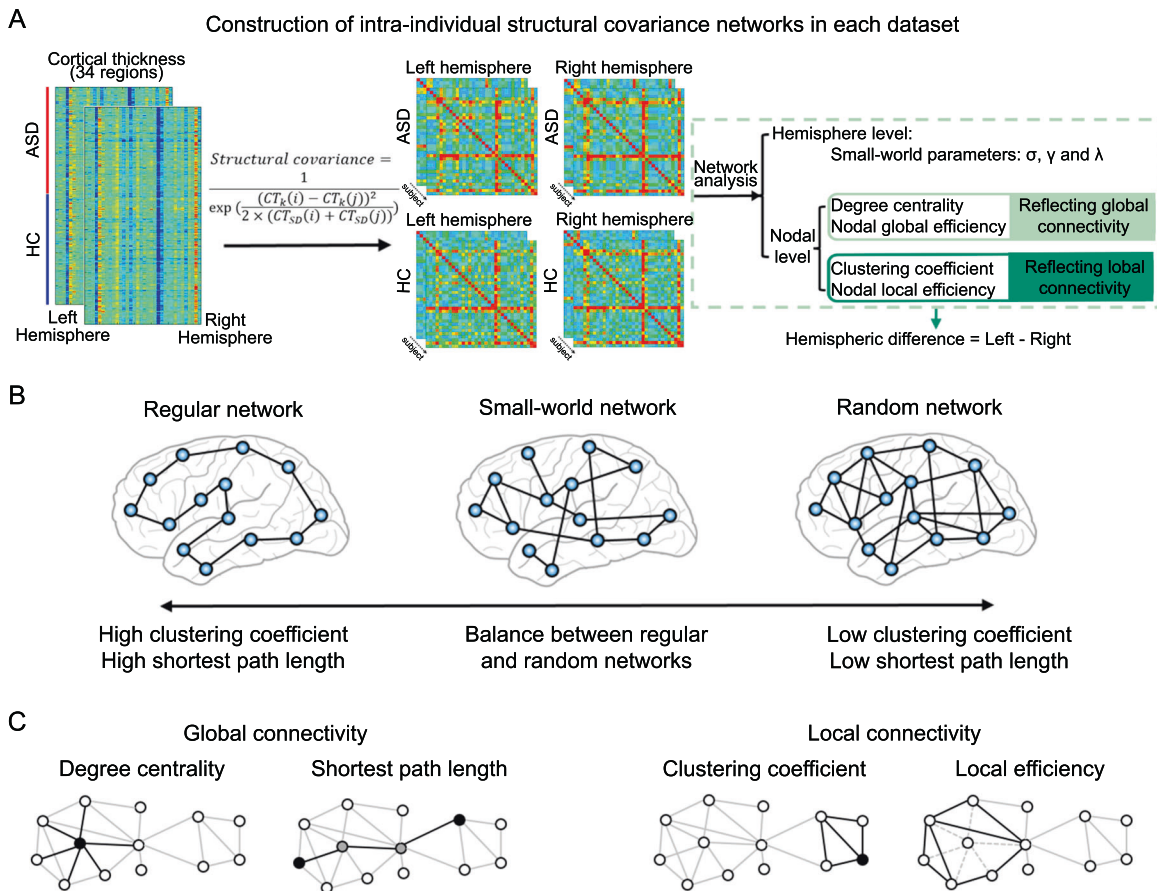 A
Construction of intra-individual structural covariance networks in each dataset
Cortical thickness
(34 regions)
ASD
HC
Left
Hemisphere
Right
Hemisphere
Structural covariance =
1
exp((CT_k(i) − CT_k(j))²
2 × (CT_SD(i) + CT_SD(j)))
Left hemisphere
Right hemisphere
ASD
ASD
subject
subject
Left hemisphere
Right hemisphere
HC
HC
subject
subject
Network
analysis
Hemisphere level:
Small-world parameters: σ, γ and λ
Nodal
level
Degree centrality
Nodal global efficiency
Reflecting global
connectivity
Clustering coefficient
Nodal local efficiency
Reflecting lobal
connectivity
Hemispheric difference = Left - Right
B
Regular network
Small-world network
Random network
High clustering coefficient
High shortest path length
Balance between regular
and random networks
Low clustering coefficient
Low shortest path length
C
Global connectivity
Local connectivity
Degree centrality
Shortest path length
Clustering coefficient
Local efficiency